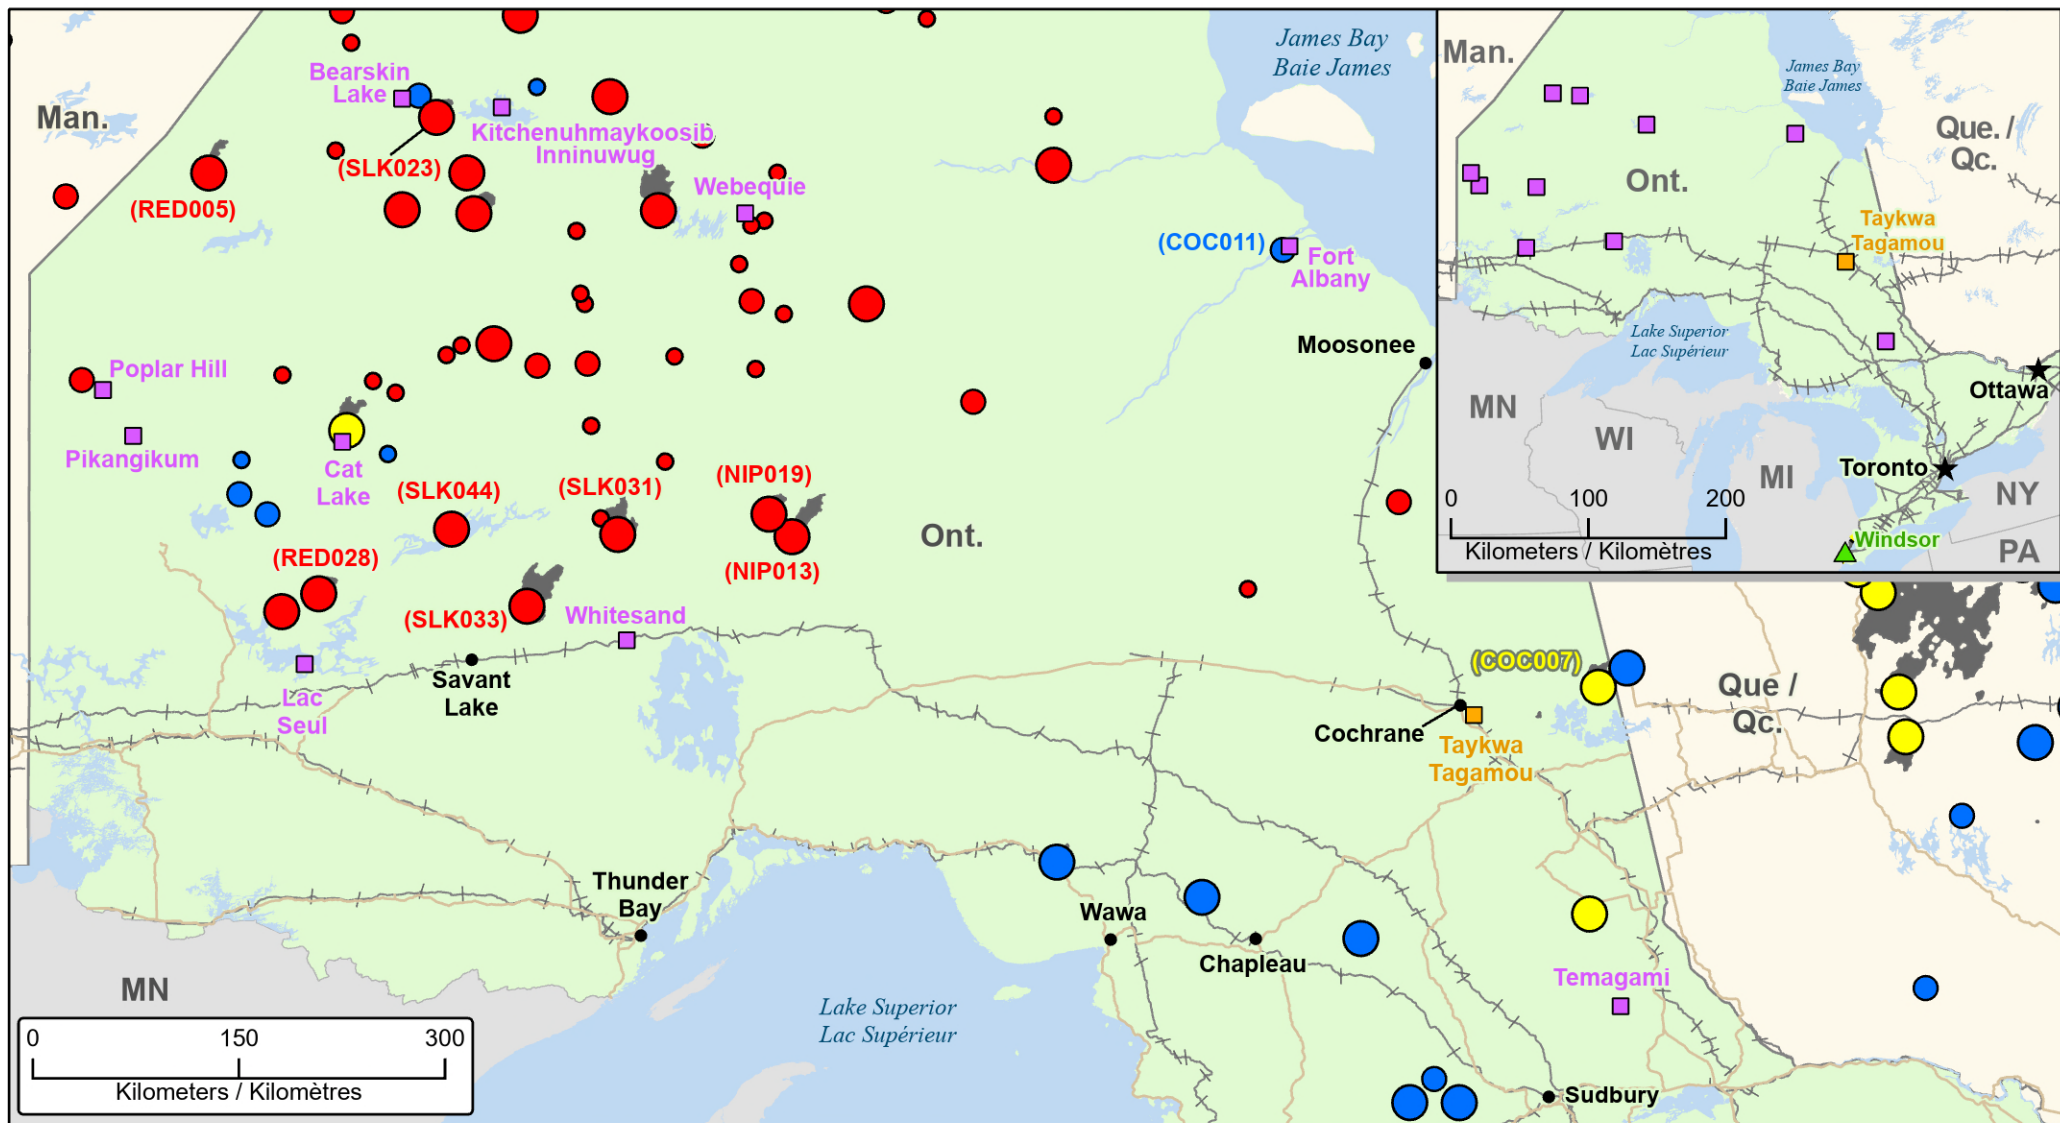 James Bay
Baie James
Man.
Bearskin
Lake
Kitchenuhmaykoosib
Inninuwug
(SLK023)
(RED005)
Webequie
(COC011)
Fort
Albany
Moosonee
Poplar Hill
Pikangikum
Cat
Lake
(SLK044)
(SLK031)
(NIP019)
(NIP013)
Ont.
(RED028)
(SLK033)
Whitesand
Lac
Seul
Savant
Lake
(COC007)
Que /
Qc.
Cochrane
Taykwa
Tagamou
Thunder
Bay
Wawa
Chapleau
Temagami
MN
Lake Superior
Lac Supérieur
Sudbury
0 150 300
Kilometers / Kilomètres
Man.
James Bay
Baie James
Que. /
Qc.
Ont.
Taykwa
Tagamou
Lake Superior
Lac Supérieur
Ottawa
MN
WI
MI
Toronto
NY
PA
Windsor
0 100 200
Kilometers / Kilomètres